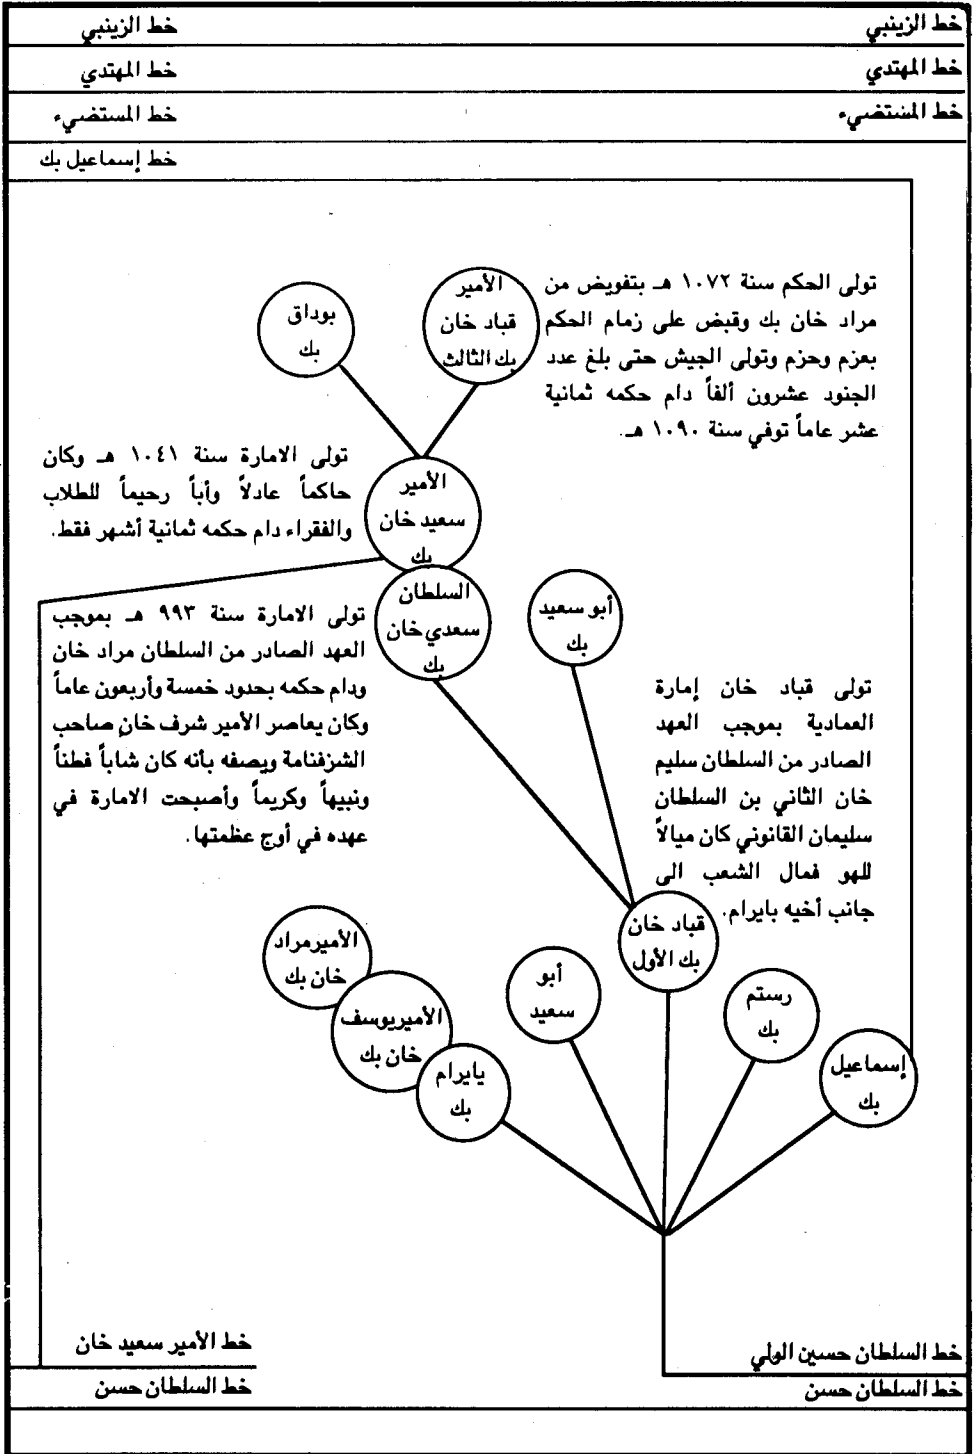 خط الزينبي
خط الزينبي
خط المهتدي
خط المهتدي
خط المستضيء
خط المستضيء
خط إسماعيل بك
تولى الحكم سنة ١٠٧٢ هـ بتفويض من
مراد خان بك وقبض على زمام الحكم
بعزم وحزم وتولى الجيش حتى بلغ عدد
الجنود عشرون ألفاً دام حكمه ثمانية
عشر عاماً توفي سنة ١٠٩٠ هـ.
الأمير
قباد خان
بك الثالث
بوداق
بك
الأمير
سعيد خان
بك
تولى الامارة سنة ١٠٤١ هـ وكان
حاكماً عادلاً وأباً رحيماً للطلاب
والفقراء دام حكمه ثمانية أشهر فقط.
أبو سعيد
بك
السلطان
سعدي خان
بك
تولى الامارة سنة ٩٩٣ هـ بموجب
العهد الصادر من السلطان مراد خان
ودام حكمه بحدود خمسة وأربعون عاماً
وكان يعاصر الأمير شرف خان صاحب
الشزفنامة ويصفه بأنه كان شاباً فطناً
ونبيهاً وكريماً وأصبحت الامارة في
عهده في أوج عظمتها.
تولى قباد خان إمارة
العمادية بموجب العهد
الصادر من السلطان سليم
خان الثاني بن السلطان
سليمان القانوني كان ميالاً
للهو فمال الشعب الى
جانب أخيه بايرام.
قباد خان
بك الأول
الأمير مراد
خان بك
الأمير يوسف
خان بك
يايرام
بك
أبو
سعيد
رستم
بك
إسماعيل
بك
خط السلطان حسين الولي
خط السلطان حسن
خط الأمير سعيد خان
خط السلطان حسن